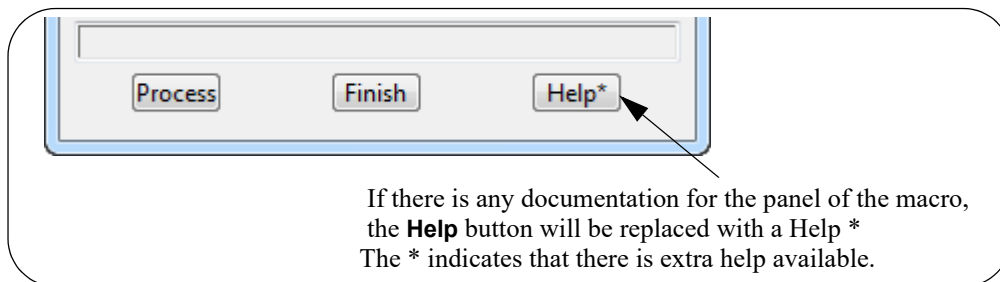 Process Finish Help*
If there is any documentation for the panel of the macro,
the Help button will be replaced with a Help *
The * indicates that there is extra help available.